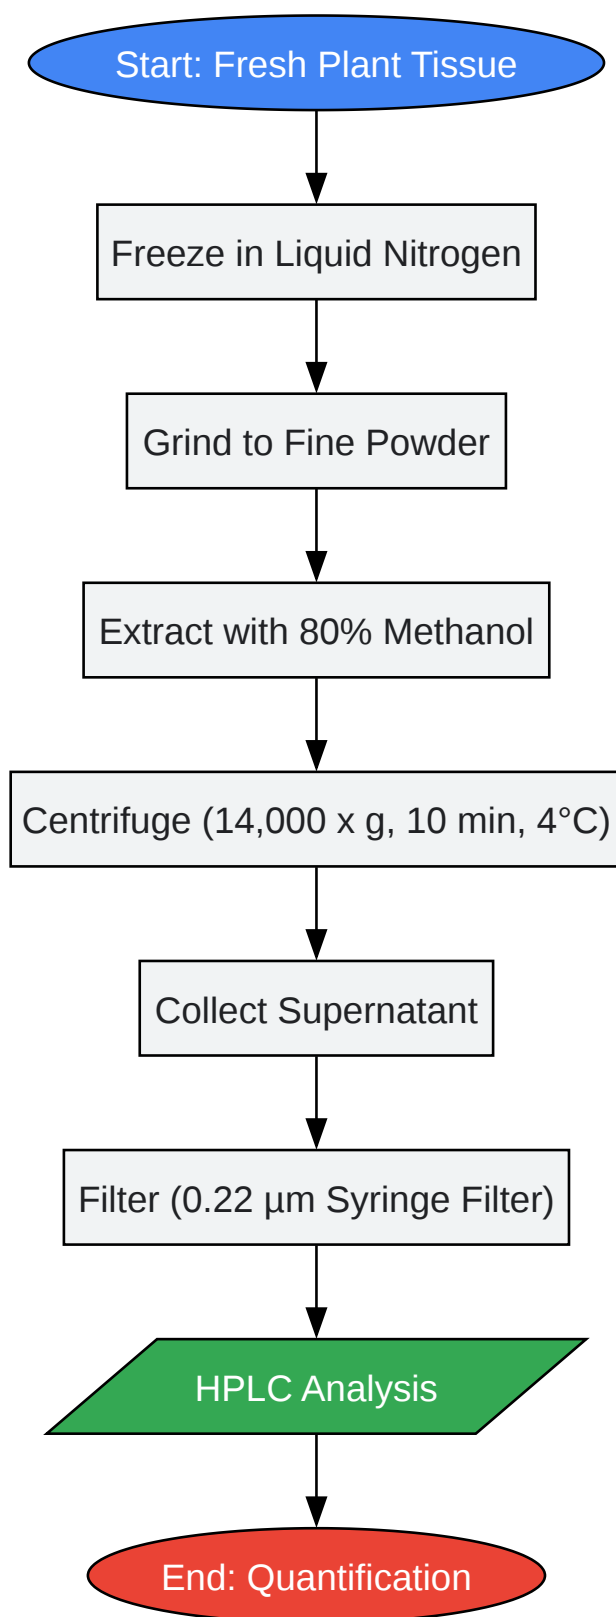 Start: Fresh Plant Tissue
Freeze in Liquid Nitrogen
Grind to Fine Powder
Extract with 80% Methanol
Centrifuge (14,000 x g, 10 min, 4°C)
Collect Supernatant
Filter (0.22 µm Syringe Filter)
HPLC Analysis
End: Quantification